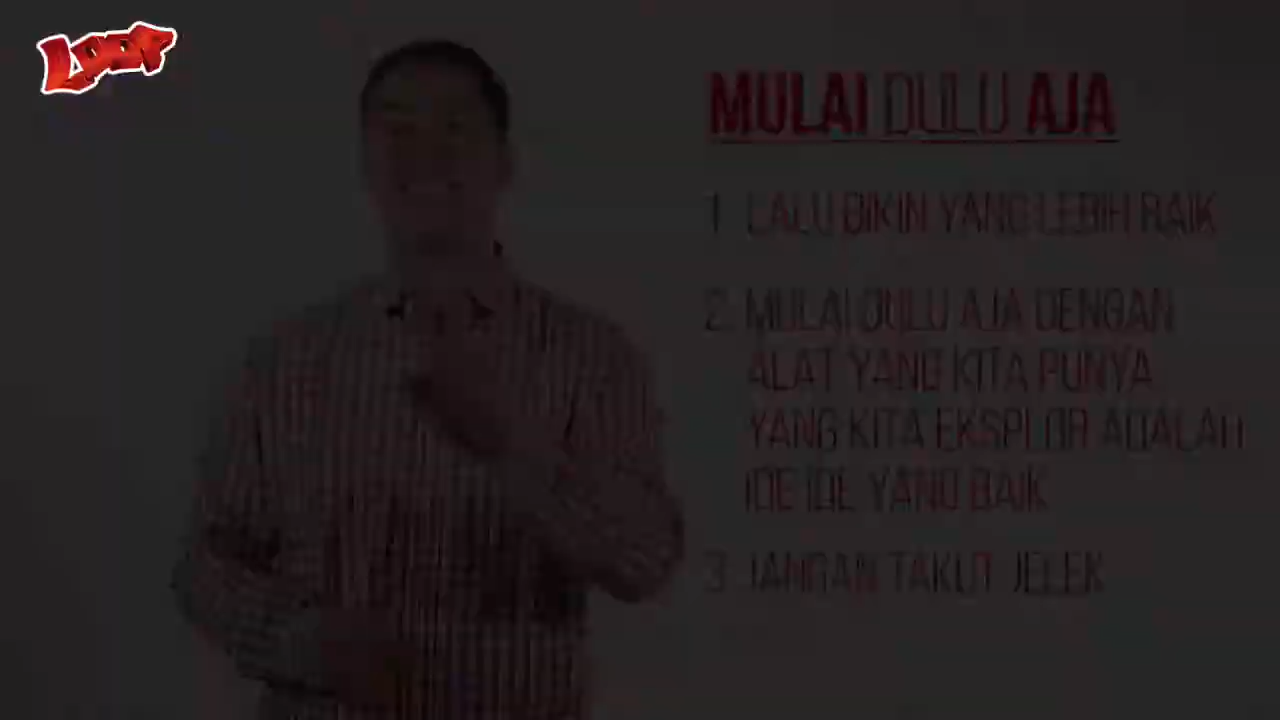 LOOP
MULAI DULU AJA
1. LALU BIKIN YANG LEBIH BAIK
2. MULAI DULU AJA DENGAN
ALAT YANG KITA PUNYA
YANG KITA EKSPLOR ADALAH
IDE IDE YANG BAIK
3. JANGAN TAKUT JELEK